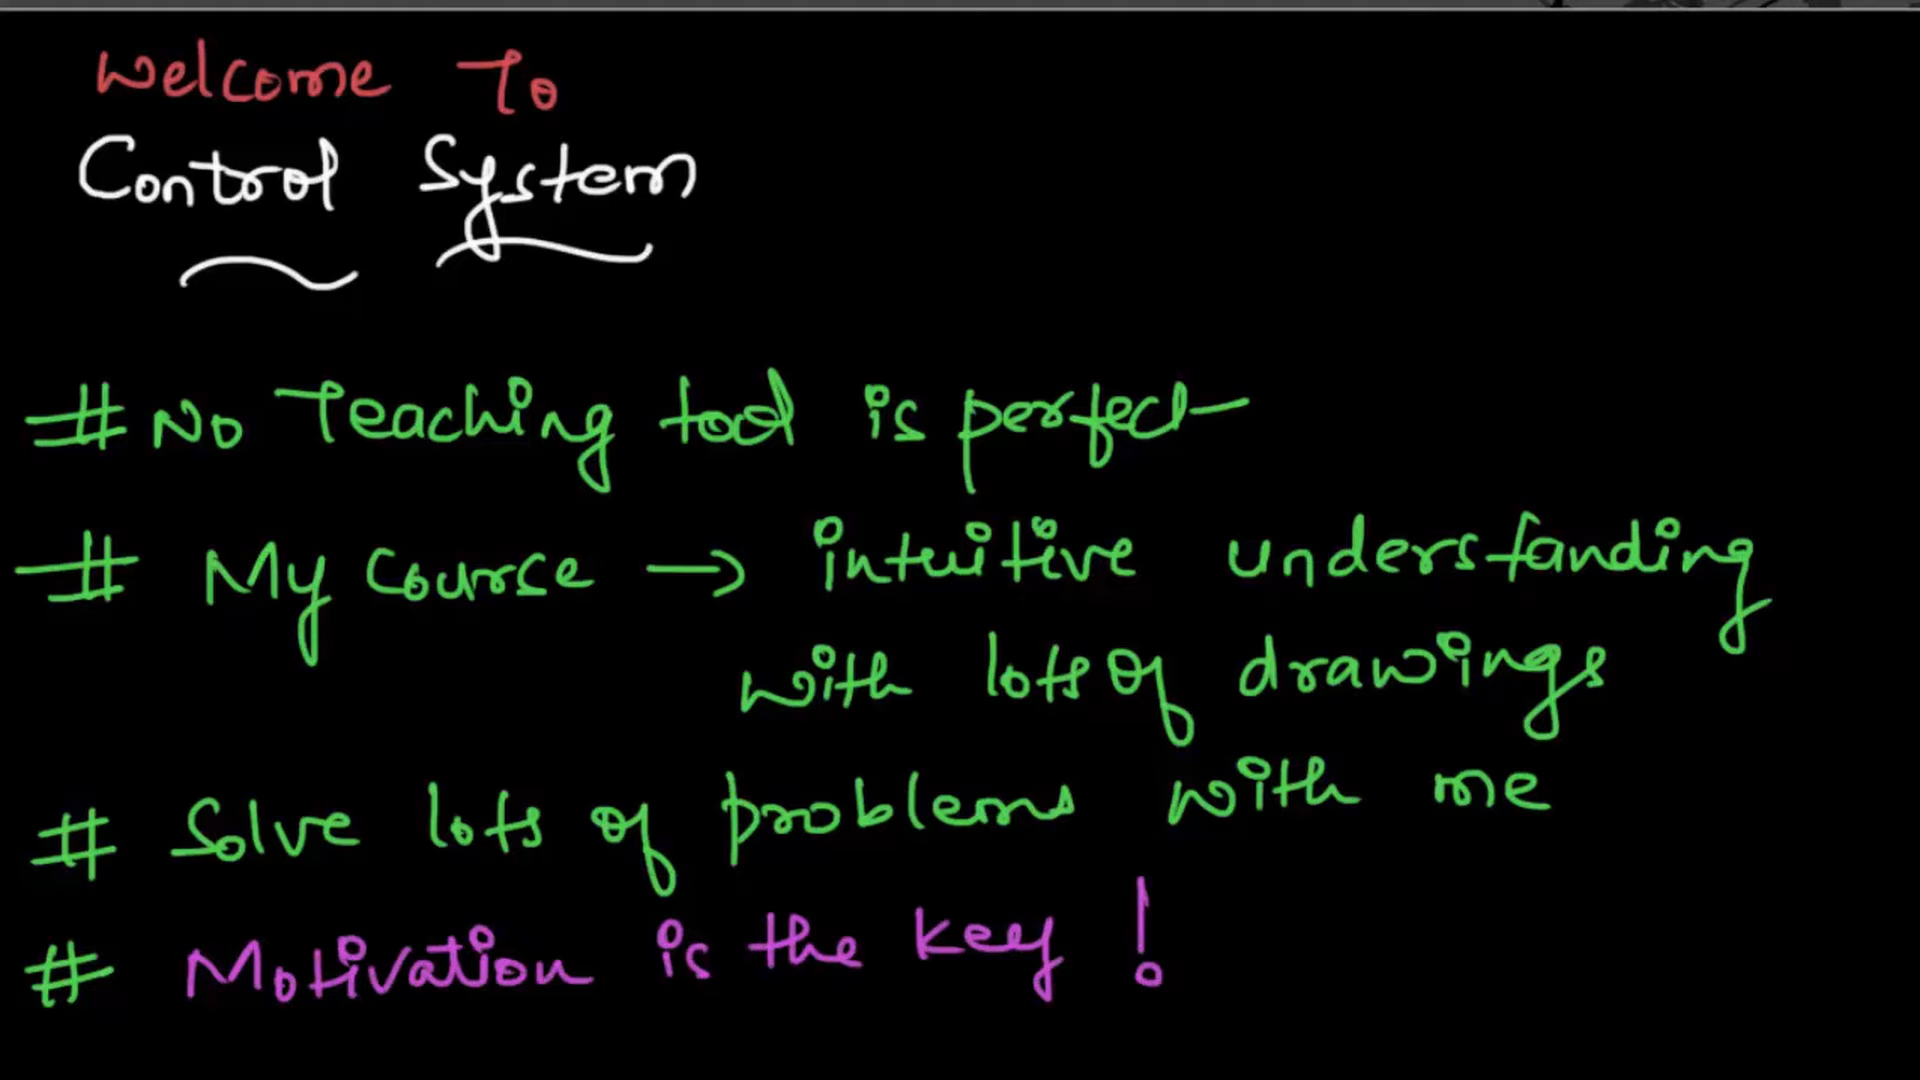 Welcome To
Control System
# No Teaching tool is perfect
# My course → intuitive understanding
with lots of drawings
# Solve lots of problems with me
# Motivation is the key !